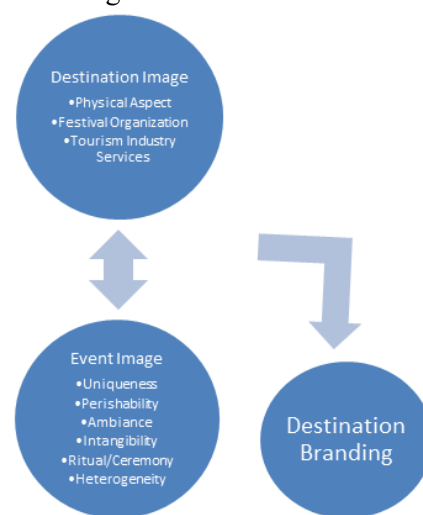 Destination Image
•Physical Aspect
•Festival Organization
•Tourism Industry
Services
Event Image
•Uniqueness
•Perishability
•Ambiance
•Intangibility
•Ritual/Ceremony
•Heterogeneity
Destination
Branding